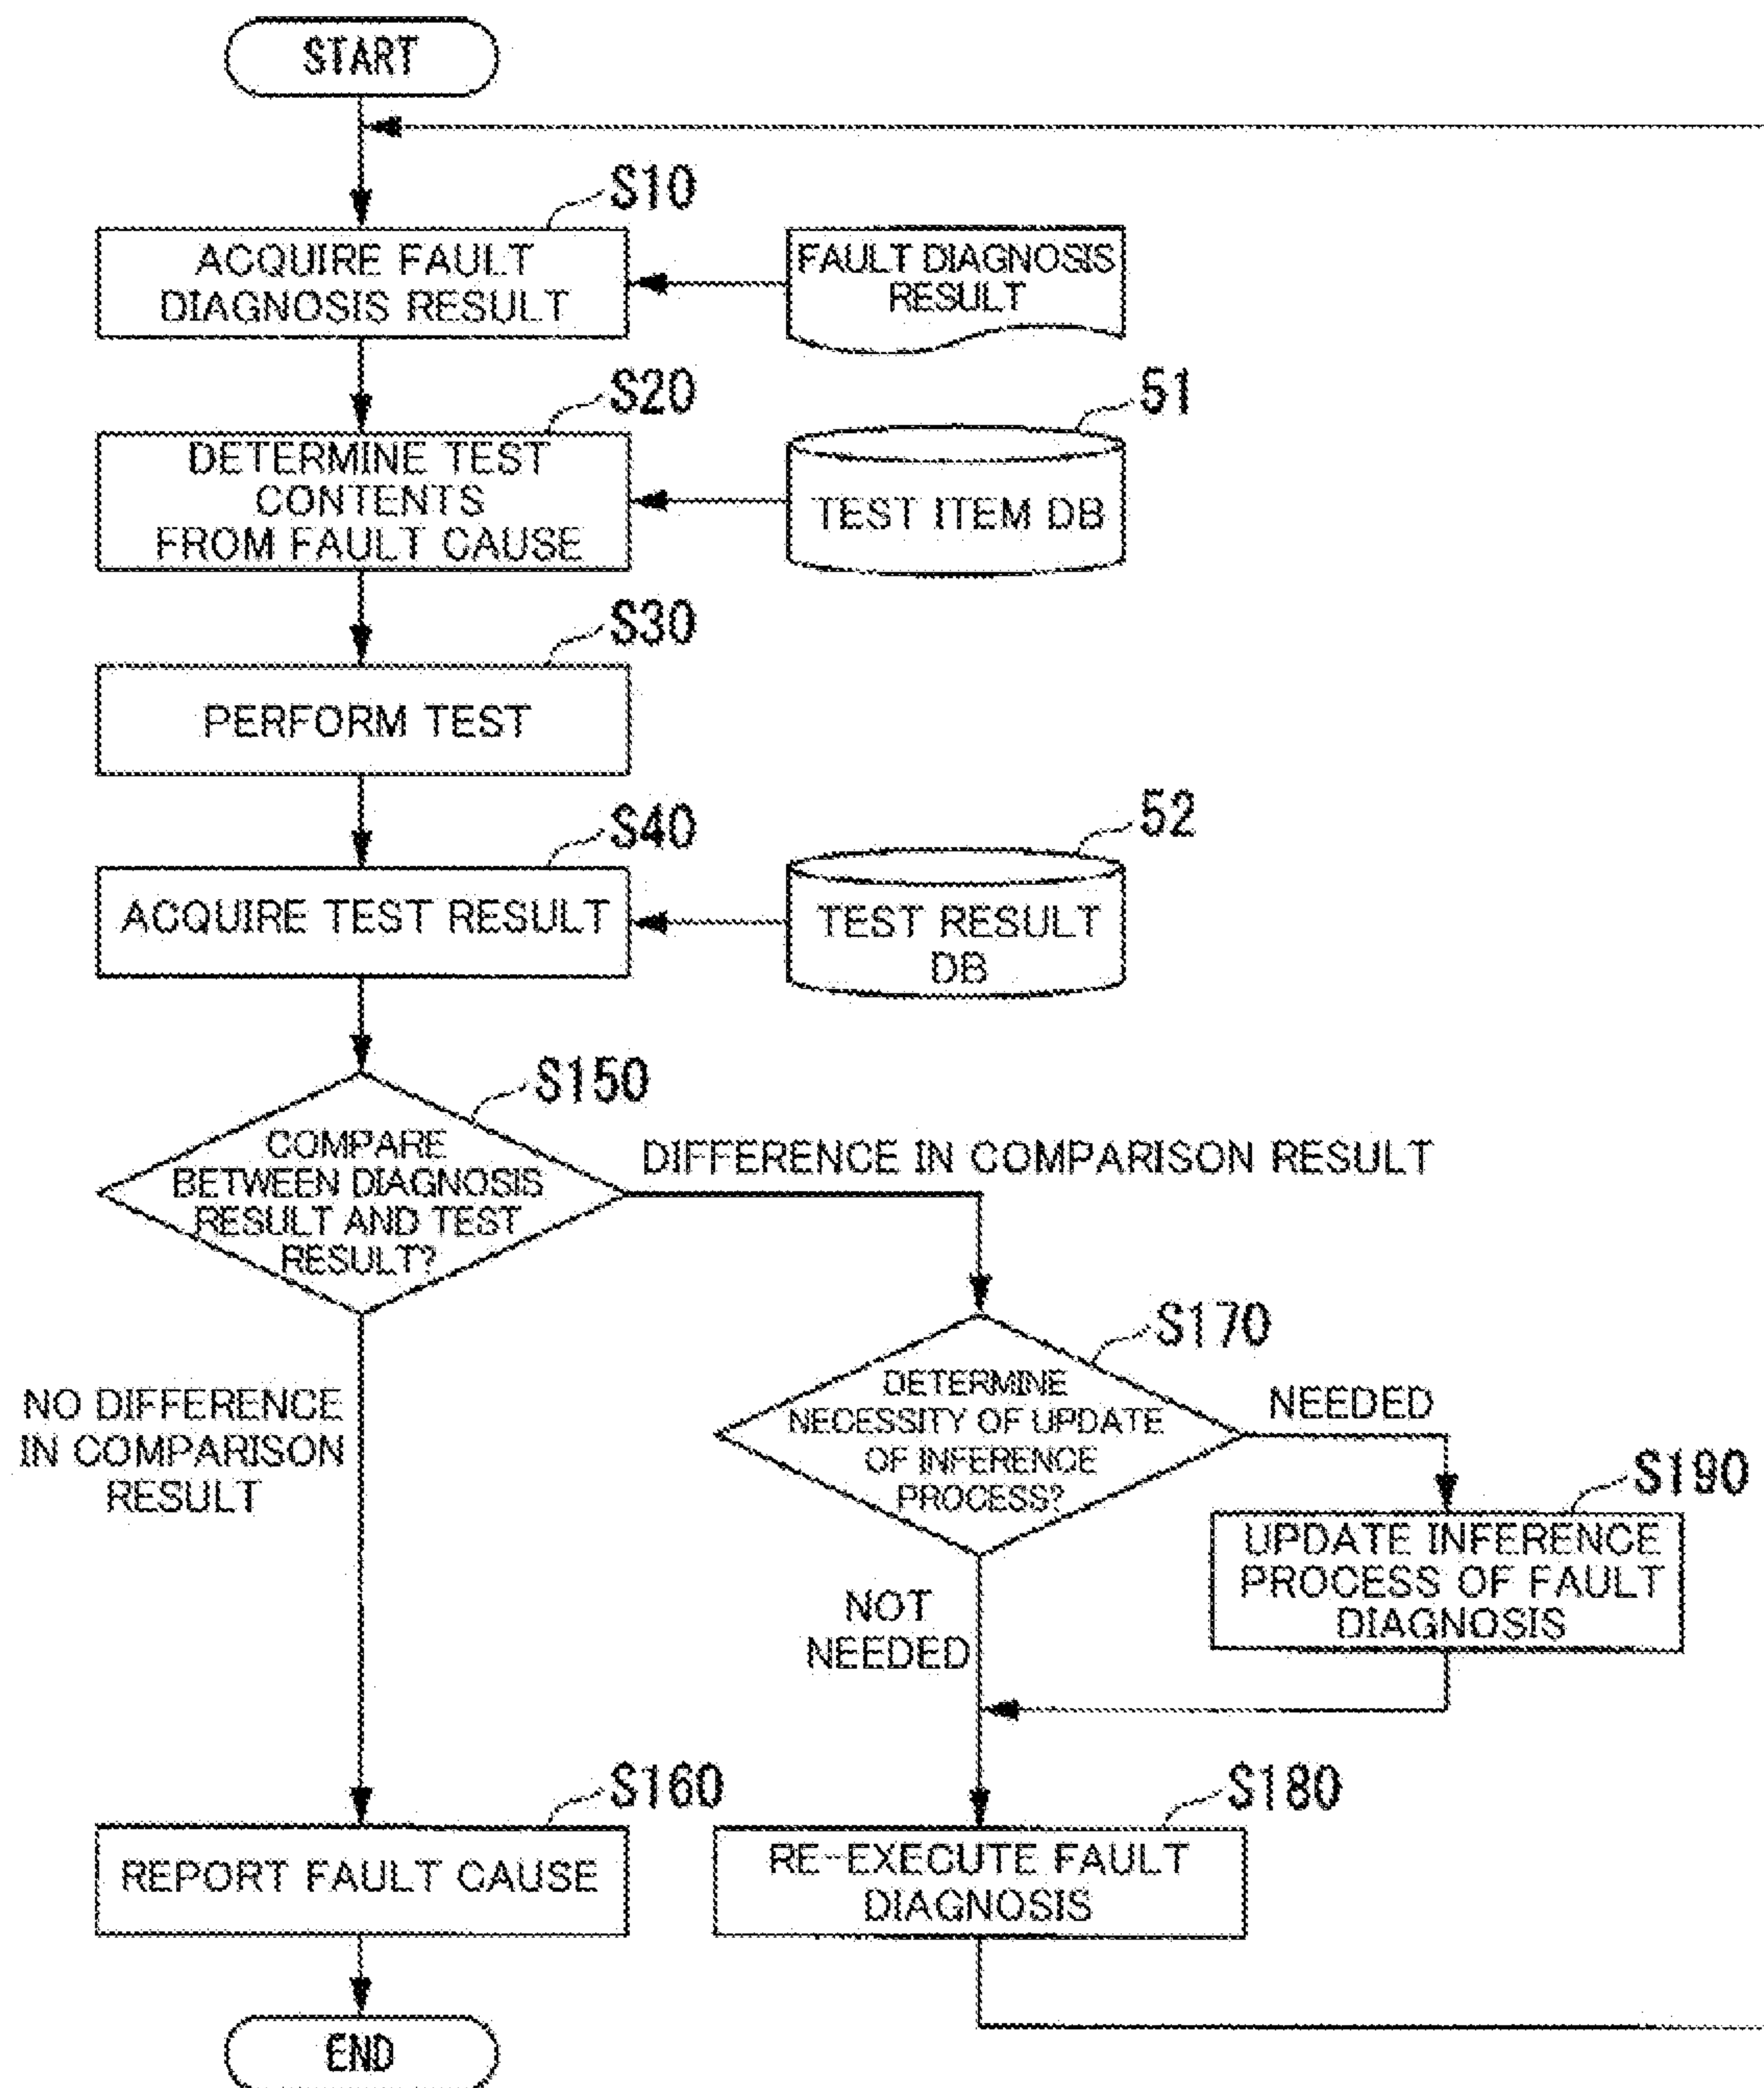 START
S10
ACQUIRE FAULT
DIAGNOSIS RESULT
FAULT DIAGNOSIS
RESULT
S20
DETERMINE TEST
CONTENTS
FROM FAULT CAUSE
51
TEST ITEM DB
S30
PERFORM TEST
S40
ACQUIRE TEST RESULT
52
TEST RESULT
DB
S150
COMPARE
BETWEEN DIAGNOSIS
RESULT AND TEST
RESULT?
DIFFERENCE IN COMPARISON RESULT
NO DIFFERENCE
IN COMPARISON
RESULT
S170
DETERMINE
NECESSITY OF UPDATE
OF INFERENCE
PROCESS?
NEEDED
S190
UPDATE INFERENCE
PROCESS OF FAULT
DIAGNOSIS
NOT
NEEDED
S160
REPORT FAULT CAUSE
S180
RE-EXECUTE FAULT
DIAGNOSIS
END